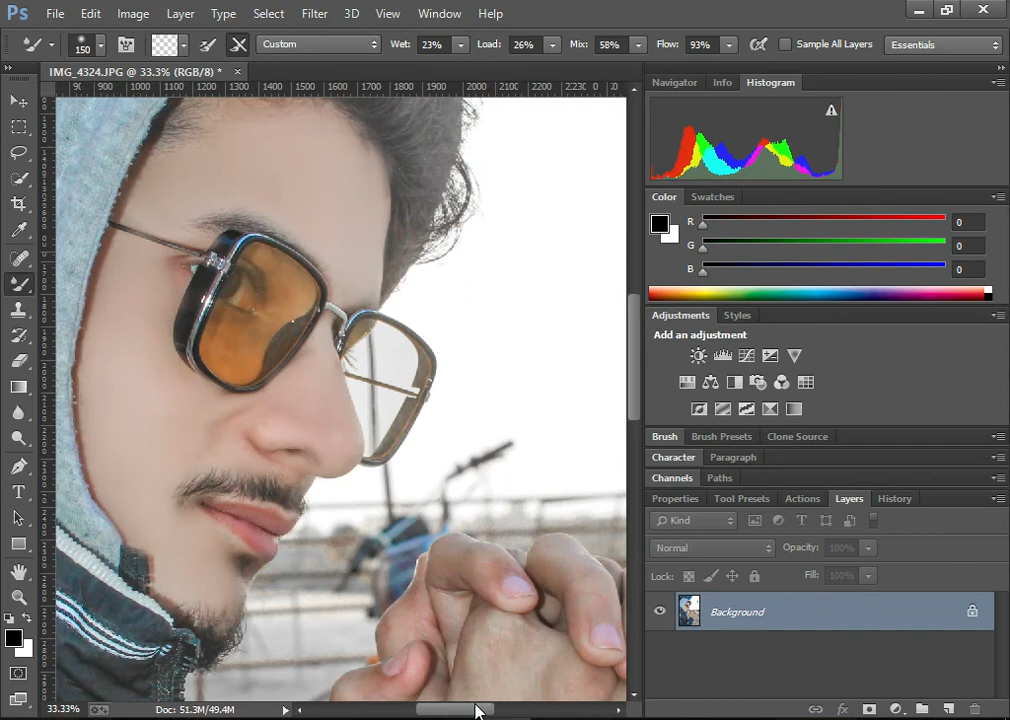 Ps File Edit Image Layer Type Select Filter 3D View Window Help
150 Custom Wet: 23% Load: 26% Mix: 58% Flow: 93% Sample All Layers Essentials
IMG_4324.JPG @ 33.3% (RGB/8) * ×
900 1000 1100 1200 1300 1400 1500 1600 1700 1800 1900 2000 2100 2200
Navigator Info Histogram
Color Swatches
R 0
G 0
B 0
Adjustments Styles
Add an adjustment
Brush Brush Presets Clone Source
Character Paragraph
Channels Paths
Properties Tool Presets Actions Layers History
Kind
Normal Opacity: 100%
Lock: Fill: 100%
Background
T
33.33% Doc: 51.3M/49.4M